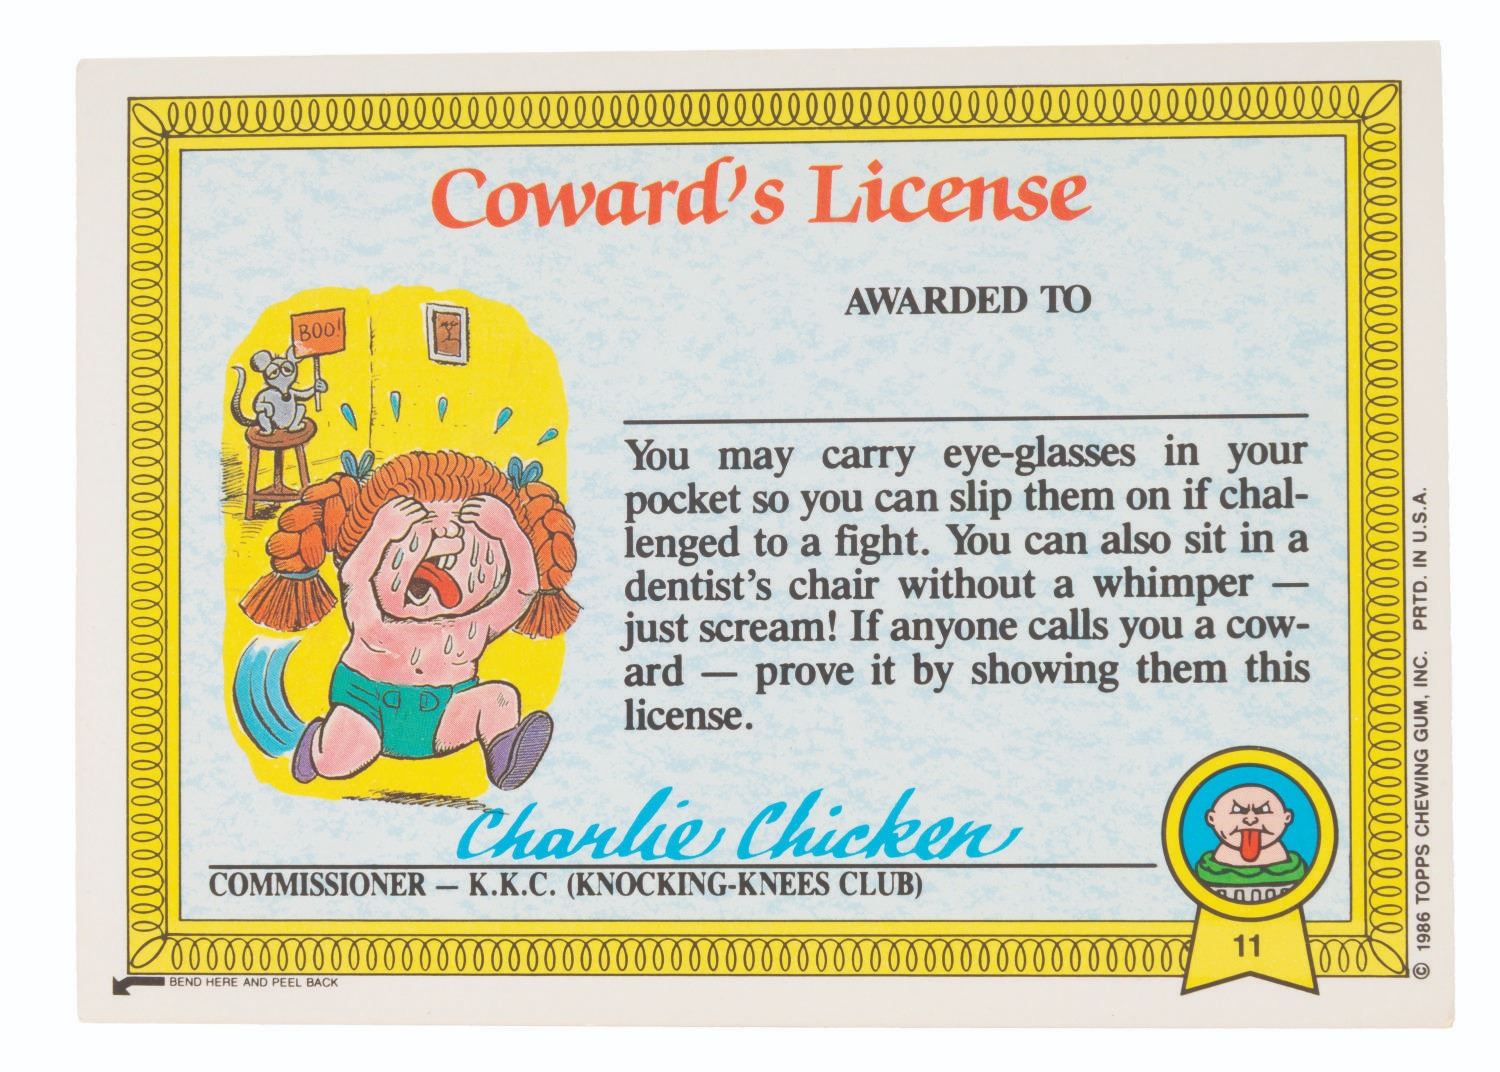 Coward's License
AWARDED TO
BOO!
You may carry eye-glasses in your
pocket so you can slip them on if chal-
lenged to a fight. You can also sit in a
dentist's chair without a whimper —
just scream! If anyone calls you a cow-
ard — prove it by showing them this
license.
Charlie Chicken
COMMISSIONER — K.K.C. (KNOCKING-KNEES CLUB)
11
BEND HERE AND PEEL BACK
© 1986 TOPPS CHEWING GUM, INC. PRTD. IN U.S.A.